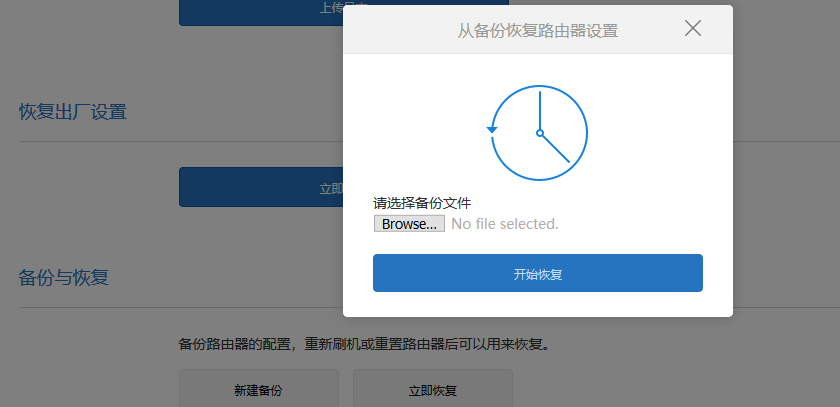 上传日志
从备份恢复路由器设置
恢复出厂设置
立即
请选择备份文件
Browse... No file selected.
开始恢复
备份与恢复
备份路由器的配置，重新刷机或重置路由器后可以用来恢复。
新建备份
立即恢复